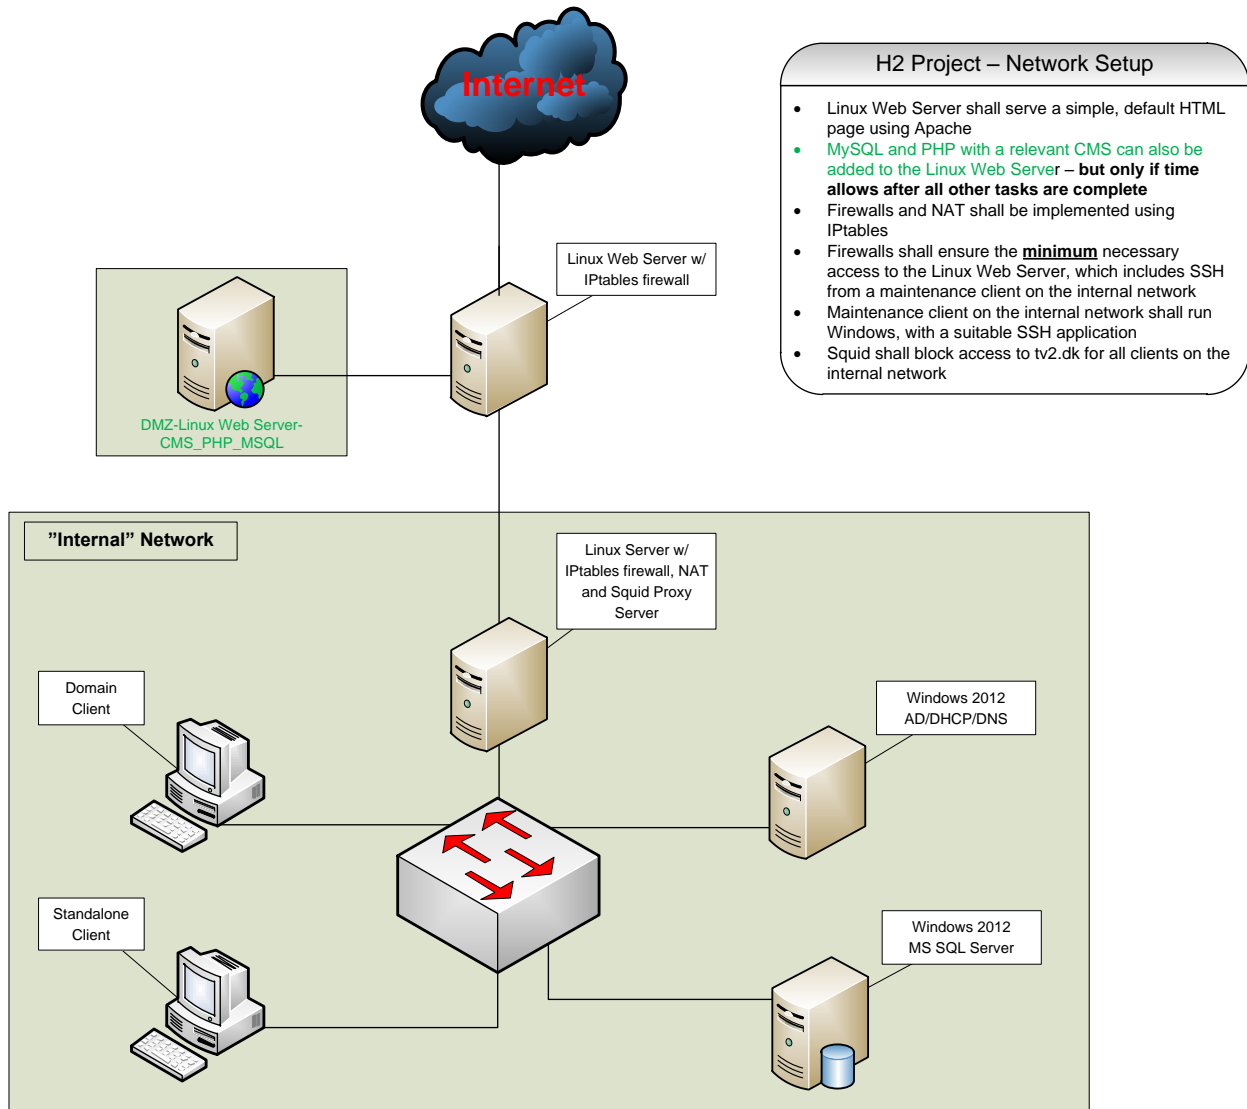 Internet
H2 Project – Network Setup
• Linux Web Server shall serve a simple, default HTML
page using Apache
• MySQL and PHP with a relevant CMS can also be
added to the Linux Web Server – but only if time
allows after all other tasks are complete
• Firewalls and NAT shall be implemented using
IPtables
• Firewalls shall ensure the minimum necessary
access to the Linux Web Server, which includes SSH
from a maintenance client on the internal network
• Maintenance client on the internal network shall run
Windows, with a suitable SSH application
• Squid shall block access to tv2.dk for all clients on the
internal network
Linux Web Server w/
IPtables firewall
DMZ-Linux Web Server-
CMS_PHP_MSQL
”Internal” Network
Linux Server w/
IPtables firewall, NAT
and Squid Proxy
Server
Domain
Client
Windows 2012
AD/DHCP/DNS
Standalone
Client
Windows 2012
MS SQL Server